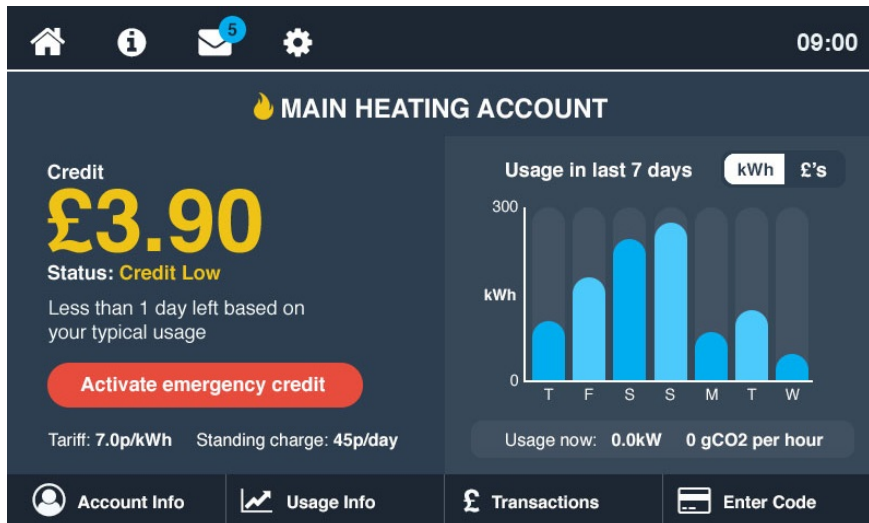 5
09:00
MAIN HEATING ACCOUNT
Credit
£3.90
Status: Credit Low
Less than 1 day left based on
your typical usage
Activate emergency credit
Tariff: 7.0p/kWh Standing charge: 45p/day
Usage in last 7 days kWh £'s
300
kWh
0
T F S S M T W
Usage now: 0.0kW 0 gCO2 per hour
Account Info Usage Info £ Transactions Enter Code